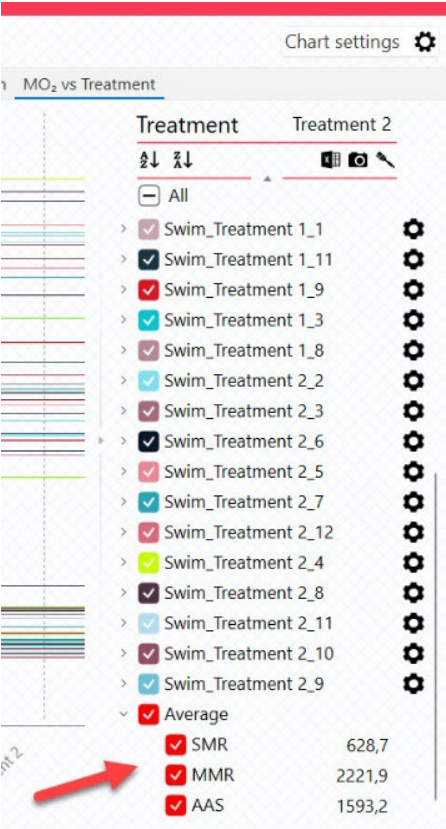 Chart settings
MO₂ vs Treatment
Treatment Treatment 2
All
Swim_Treatment 1_1
Swim_Treatment 1_11
Swim_Treatment 1_9
Swim_Treatment 1_3
Swim_Treatment 1_8
Swim_Treatment 2_2
Swim_Treatment 2_3
Swim_Treatment 2_6
Swim_Treatment 2_5
Swim_Treatment 2_7
Swim_Treatment 2_12
Swim_Treatment 2_4
Swim_Treatment 2_8
Swim_Treatment 2_11
Swim_Treatment 2_10
Swim_Treatment 2_9
Average
SMR 628,7
MMR 2221,9
AAS 1593,2